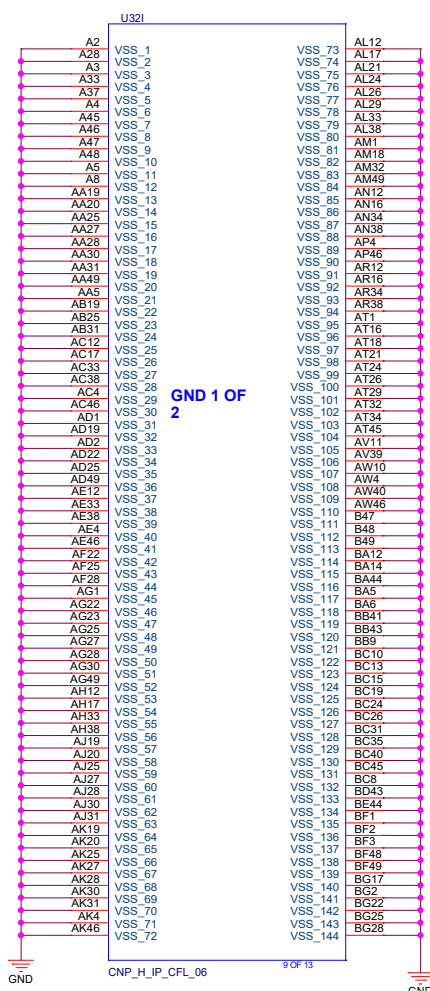 U32I
A2 VSS_1 VSS_73 AL12
A28 VSS_2 VSS_74 AL17
A3 VSS_3 VSS_75 AL21
A33 VSS_4 VSS_76 AL24
A37 VSS_5 VSS_77 AL26
A4 VSS_6 VSS_78 AL29
A45 VSS_7 VSS_79 AL33
A46 VSS_8 VSS_80 AL38
A47 VSS_9 VSS_81 AM1
A48 VSS_10 VSS_82 AM18
A5 VSS_11 VSS_83 AM32
A8 VSS_12 VSS_84 AM49
AA19 VSS_13 VSS_85 AN12
AA20 VSS_14 VSS_86 AN16
AA25 VSS_15 VSS_87 AN34
AA27 VSS_16 VSS_88 AN38
AA28 VSS_17 VSS_89 AP4
AA30 VSS_18 VSS_90 AP46
AA31 VSS_19 VSS_91 AR12
AA49 VSS_20 VSS_92 AR16
AA5 VSS_21 VSS_93 AR34
AB19 VSS_22 VSS_94 AR38
AB25 VSS_23 VSS_95 AT1
AB31 VSS_24 VSS_96 AT16
AC12 VSS_25 VSS_97 AT18
AC17 VSS_26 VSS_98 AT21
AC33 VSS_27 VSS_99 AT24
AC38 VSS_28 VSS_100 AT26
AC4 VSS_29 VSS_101 AT29
AC46 VSS_30 VSS_102 AT32
AD1 VSS_31 VSS_103 AT34
AD19 VSS_32 VSS_104 AT45
AD2 VSS_33 VSS_105 AV11
AD22 VSS_34 VSS_106 AV39
AD25 VSS_35 VSS_107 AW10
AD49 VSS_36 VSS_108 AW4
AE12 VSS_37 VSS_109 AW40
AE33 VSS_38 VSS_110 AW46
AE38 VSS_39 VSS_111 B47
AE4 VSS_40 VSS_112 B48
AE46 VSS_41 VSS_113 B49
AF22 VSS_42 VSS_114 BA12
AF25 VSS_43 VSS_115 BA14
AF28 VSS_44 VSS_116 BA44
AG1 VSS_45 VSS_117 BA5
AG22 VSS_46 VSS_118 BA6
AG23 VSS_47 VSS_119 BB41
AG25 VSS_48 VSS_120 BB43
AG27 VSS_49 VSS_121 BB9
AG28 VSS_50 VSS_122 BC10
AG30 VSS_51 VSS_123 BC13
AG49 VSS_52 VSS_124 BC15
AH12 VSS_53 VSS_125 BC19
AH17 VSS_54 VSS_126 BC24
AH33 VSS_55 VSS_127 BC26
AH38 VSS_56 VSS_128 BC31
AJ19 VSS_57 VSS_129 BC35
AJ20 VSS_58 VSS_130 BC40
AJ25 VSS_59 VSS_131 BC45
AJ27 VSS_60 VSS_132 BC8
AJ28 VSS_61 VSS_133 BD43
AJ30 VSS_62 VSS_134 BE44
AJ31 VSS_63 VSS_135 BF1
AK19 VSS_64 VSS_136 BF2
AK20 VSS_65 VSS_137 BF3
AK25 VSS_66 VSS_138 BF48
AK27 VSS_67 VSS_139 BF49
AK28 VSS_68 VSS_140 BG17
AK30 VSS_69 VSS_141 BG2
AK31 VSS_70 VSS_142 BG22
AK4 VSS_71 VSS_143 BG25
AK46 VSS_72 VSS_144 BG28
GND 1 OF
2
CNP_H_IP_CFL_06
9 OF 13
GND
GND